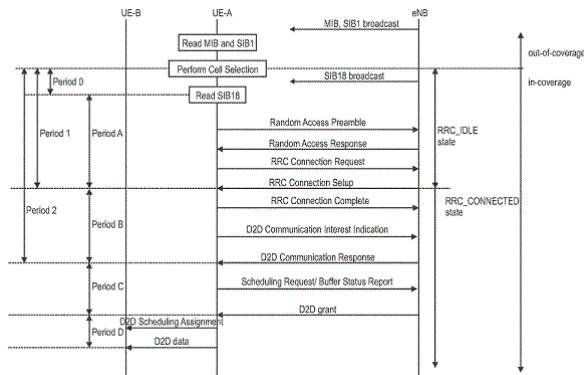 UE-B UE-A eNB
MIB, SIB1 broadcast
Read MIB and SIB1
out-of-coverage
Perform Cell Selection
SIB18 broadcast
in-coverage
Period 0
Read SIB18
Random Access Preamble
Period 1
Period A
RRC_IDLE
state
Random Access Response
RRC Connection Request
RRC Connection Setup
RRC_CONNECTED
state
RRC Connection Complete
Period 2
Period B
D2D Communication Interest Indication
D2D Communication Response
Scheduling Request/ Buffer Status Report
Period C
D2D grant
D2D Scheduling Assignment
Period D
D2D data